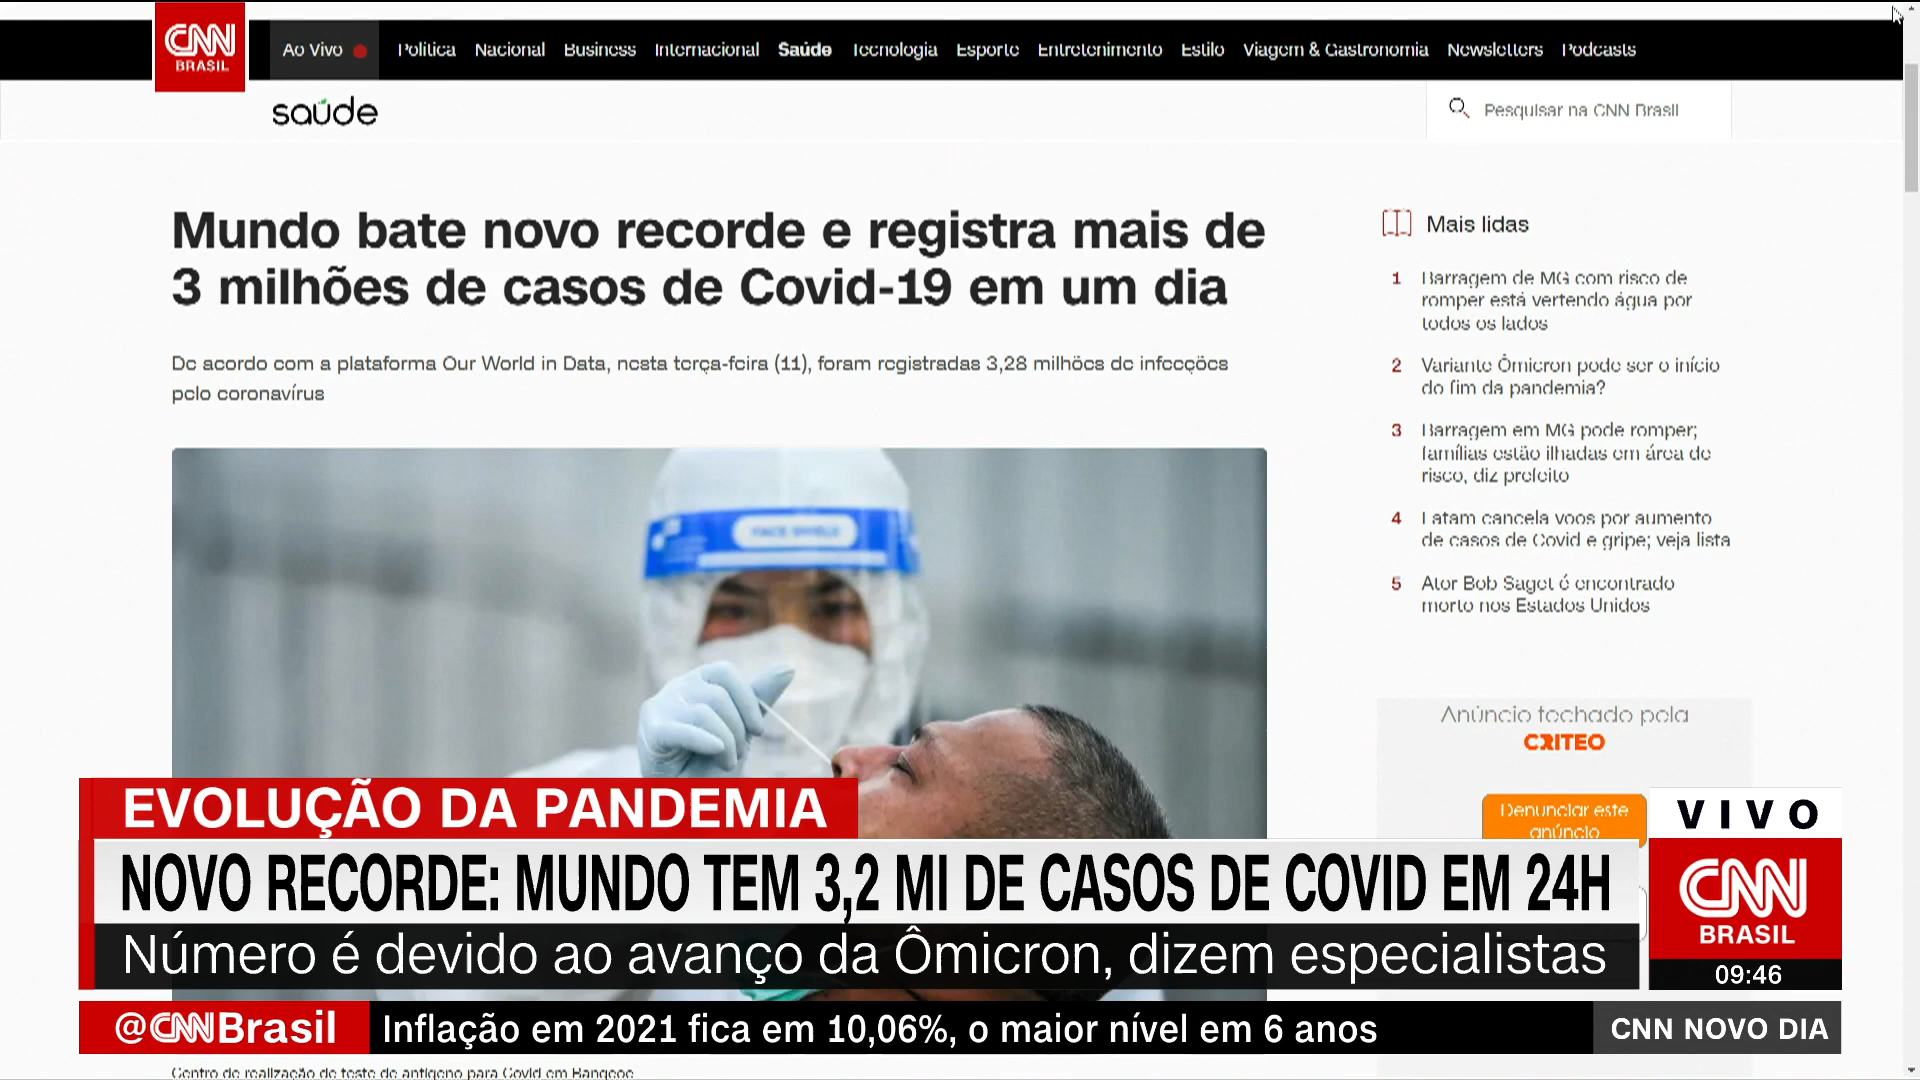 CNN BRASIL
Ao Vivo Política Nacional Business Internacional Saúde Tecnologia Esporte Entretenimento Estilo Viagem & Gastronomia Newsletters Podcasts
saúde
Pesquisar na CNN Brasil
Mundo bate novo recorde e registra mais de
3 milhões de casos de Covid-19 em um dia
De acordo com a plataforma Our World in Data, nesta terça-feira (11), foram registradas 3,28 milhões de infecções
pelo coronavírus
Mais lidas
1 Barragem de MG com risco de
romper está vertendo água por
todos os lados
2 Variante Ômicron pode ser o início
do fim da pandemia?
3 Barragem em MG pode romper;
famílias estão ilhadas em área de
risco, diz prefeito
4 Latam cancela voos por aumento
de casos de Covid e gripe; veja lista
5 Ator Bob Saget é encontrado
morto nos Estados Unidos
FACE SHIELD
Anúncio fechado pela
CRITEO
Denunciar este
anúncio
EVOLUÇÃO DA PANDEMIA
NOVO RECORDE: MUNDO TEM 3,2 MI DE CASOS DE COVID EM 24H
Número é devido ao avanço da Ômicron, dizem especialistas
VIVO
CNN
BRASIL
09:46
@CNNBrasil Inflação em 2021 fica em 10,06%, o maior nível em 6 anos
CNN NOVO DIA
Centro de realização de teste de antígeno para Covid em Bangcoc